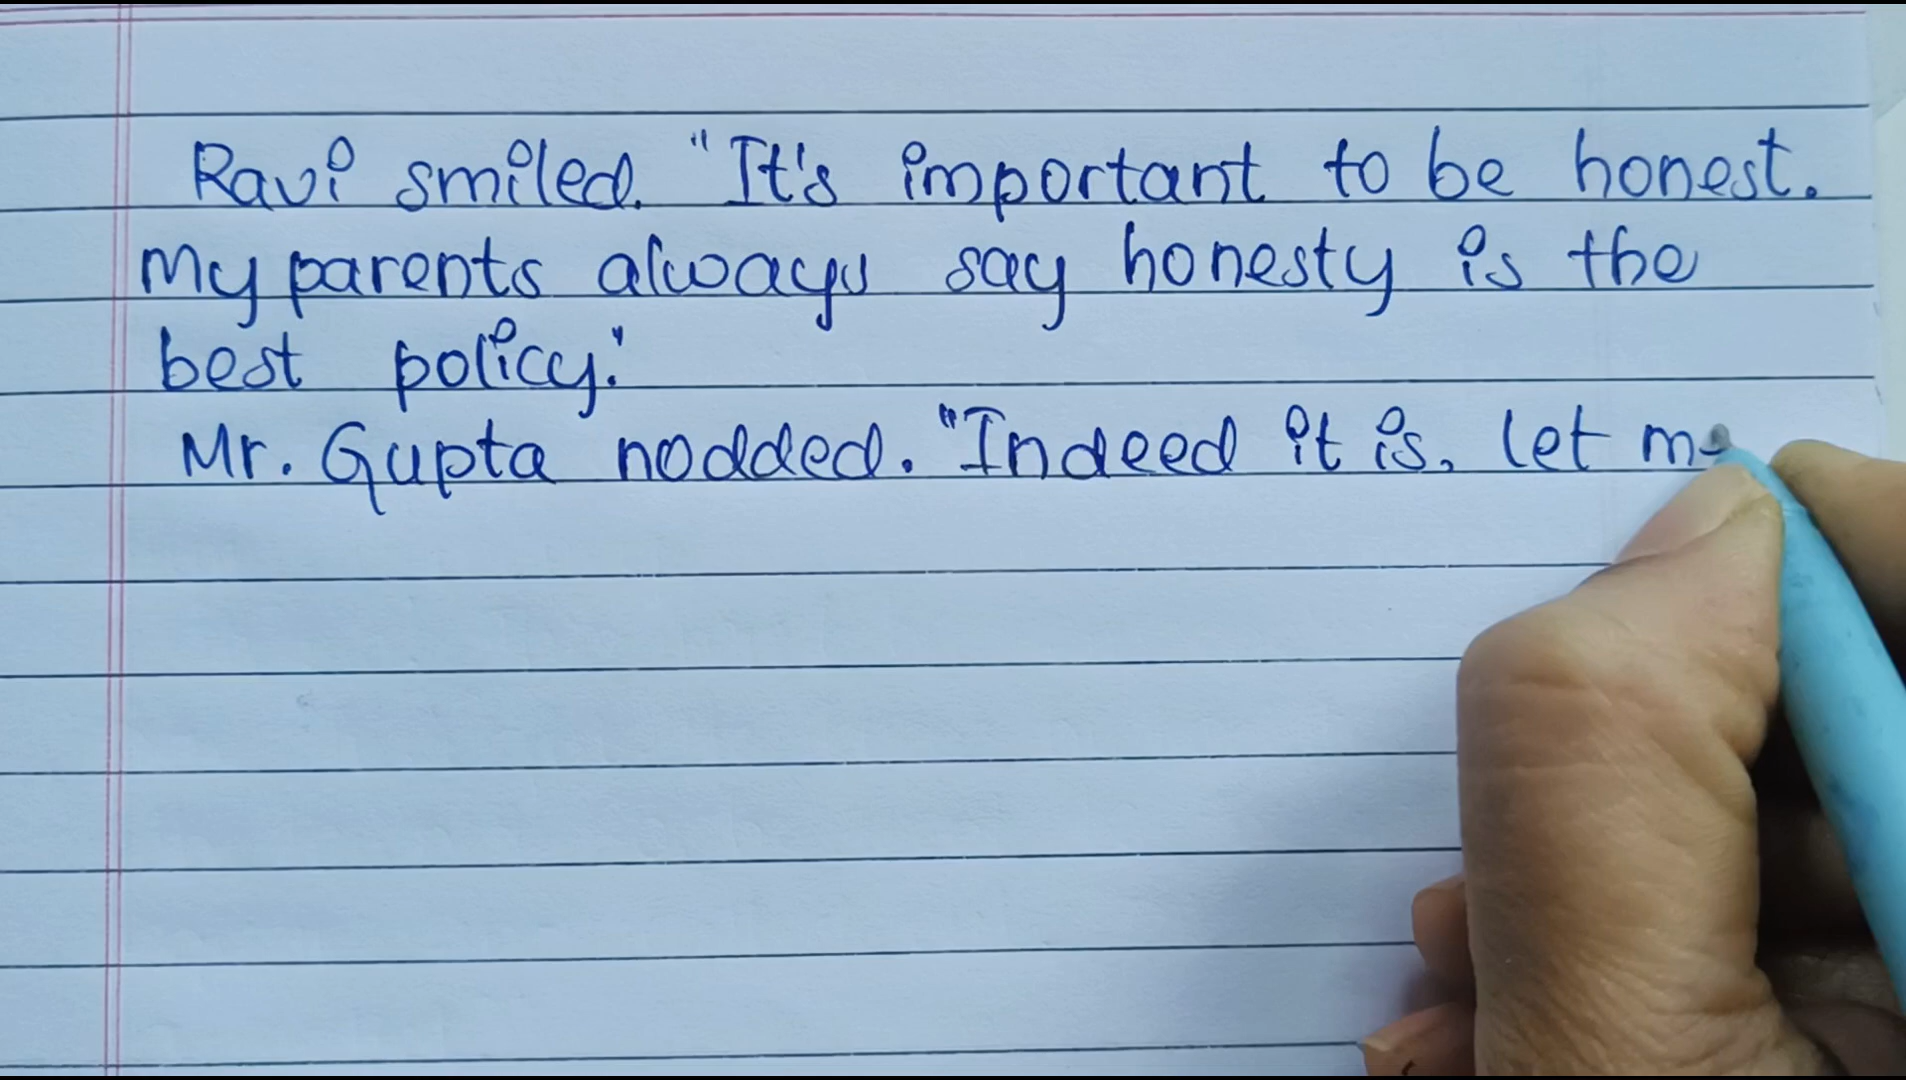 Ravi smiled. "It's important to be honest.
My parents always say honesty is the
best policy."
Mr. Gupta nodded. "Indeed it is. let